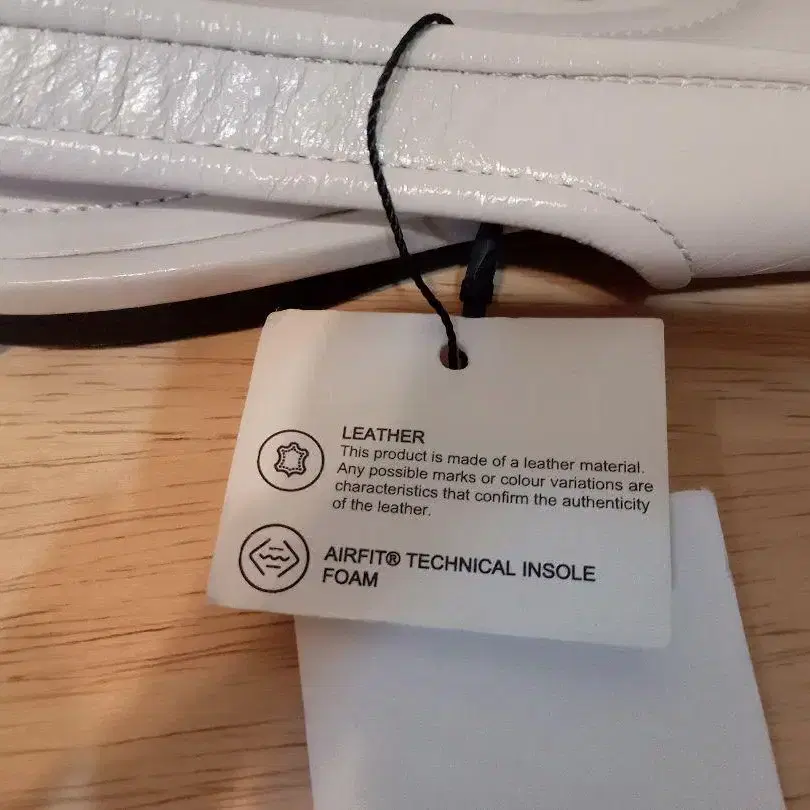 LEATHER
This product is made of a leather material.
Any possible marks or colour variations are
characteristics that confirm the authenticity
of the leather.
AIRFIT® TECHNICAL INSOLE
FOAM